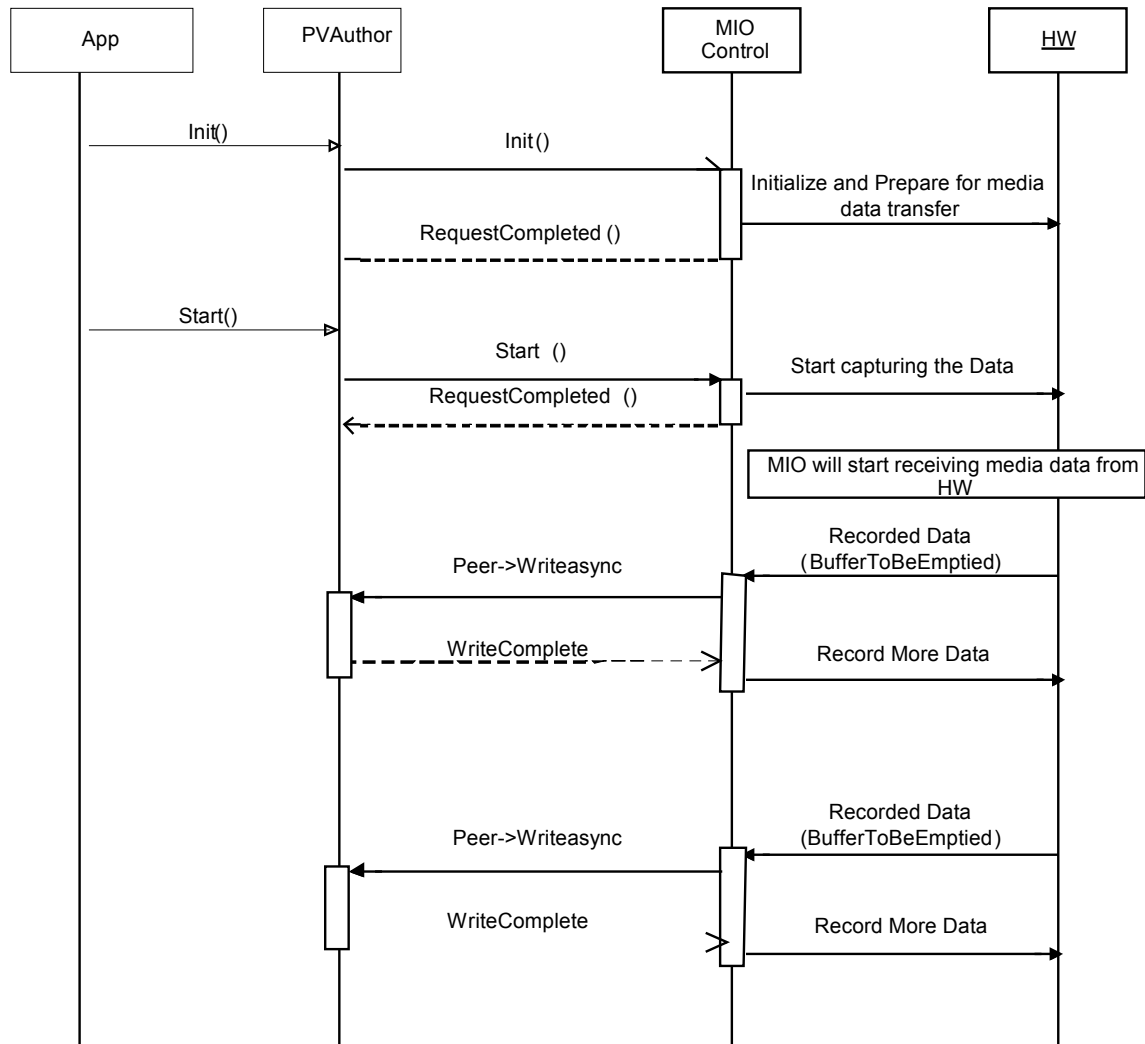 App
PVAuthor
MIO
Control
HW
Init()
Init()
Initialize and Prepare for media
data transfer
RequestCompleted ()
Start()
Start ()
Start capturing the Data
RequestCompleted ()
MIO will start receiving media data from
HW
Recorded Data
(BufferToBeEmptied)
Peer->Writeasync
WriteComplete
Record More Data
Recorded Data
(BufferToBeEmptied)
Peer->Writeasync
WriteComplete
Record More Data